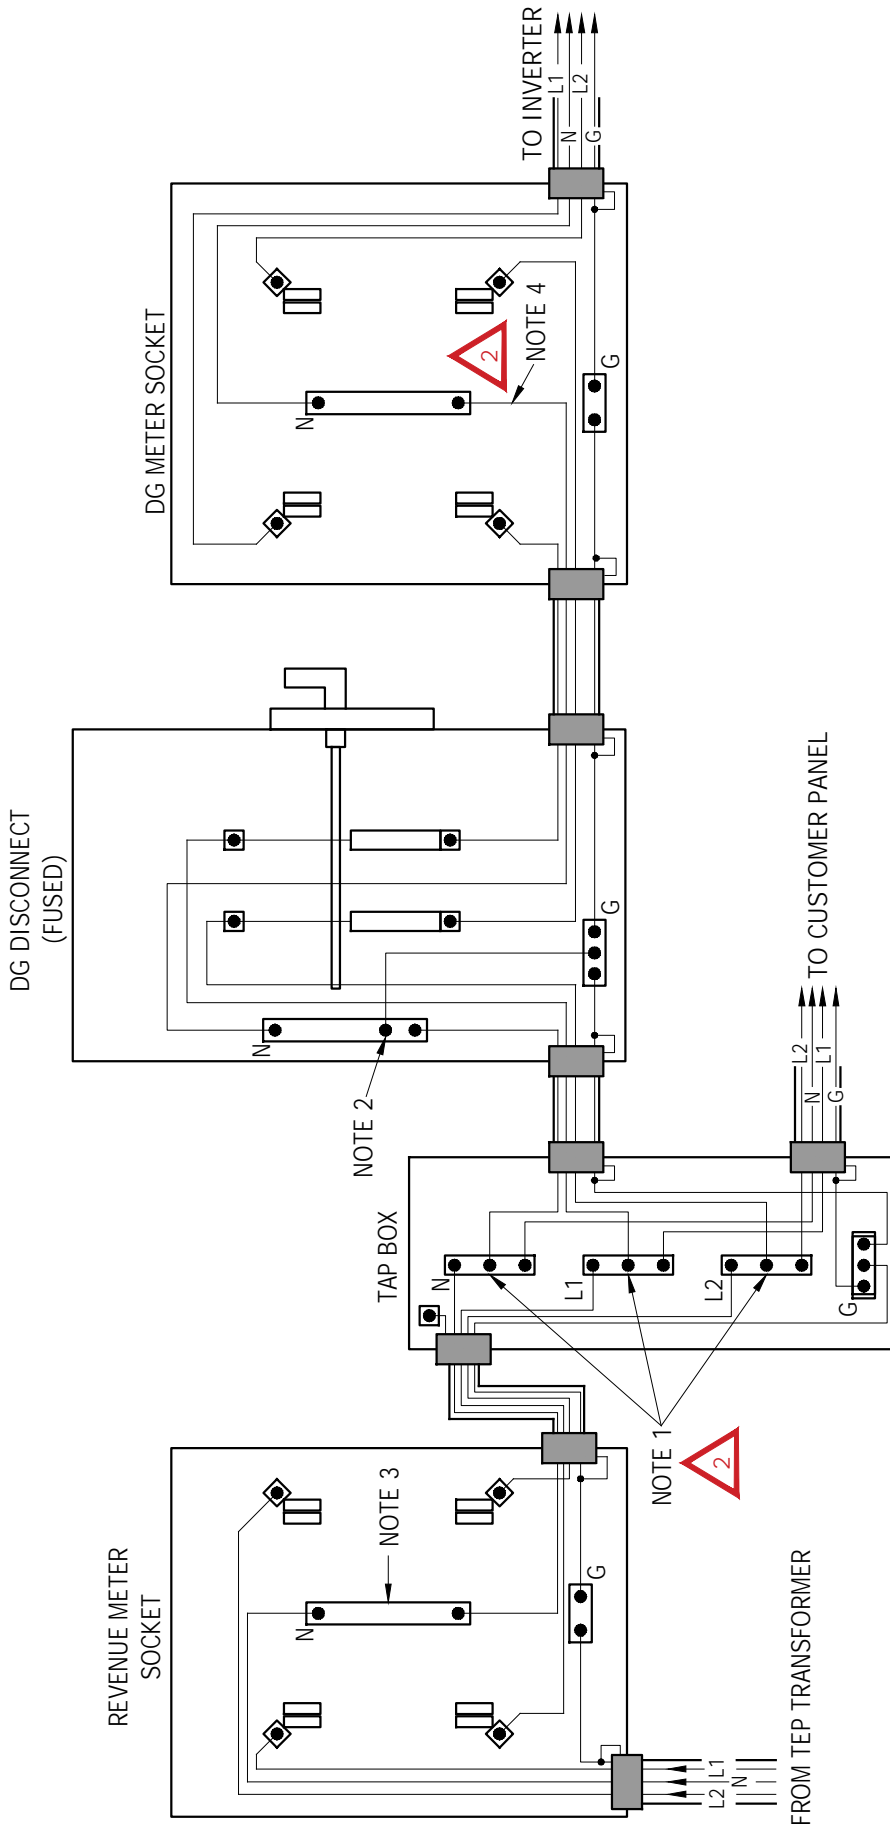 REVENUE METER
SOCKET
N
NOTE 3
G
L2
N
L1
FROM TEP TRANSFORMER
TAP BOX
N
L1
L2
G
NOTE 1
2
L2
N
L1
G
TO CUSTOMER PANEL
DG DISCONNECT
(FUSED)
N
NOTE 2
G
DG METER SOCKET
N
2
NOTE 4
G
TO INVERTER
L1
N
L2
G